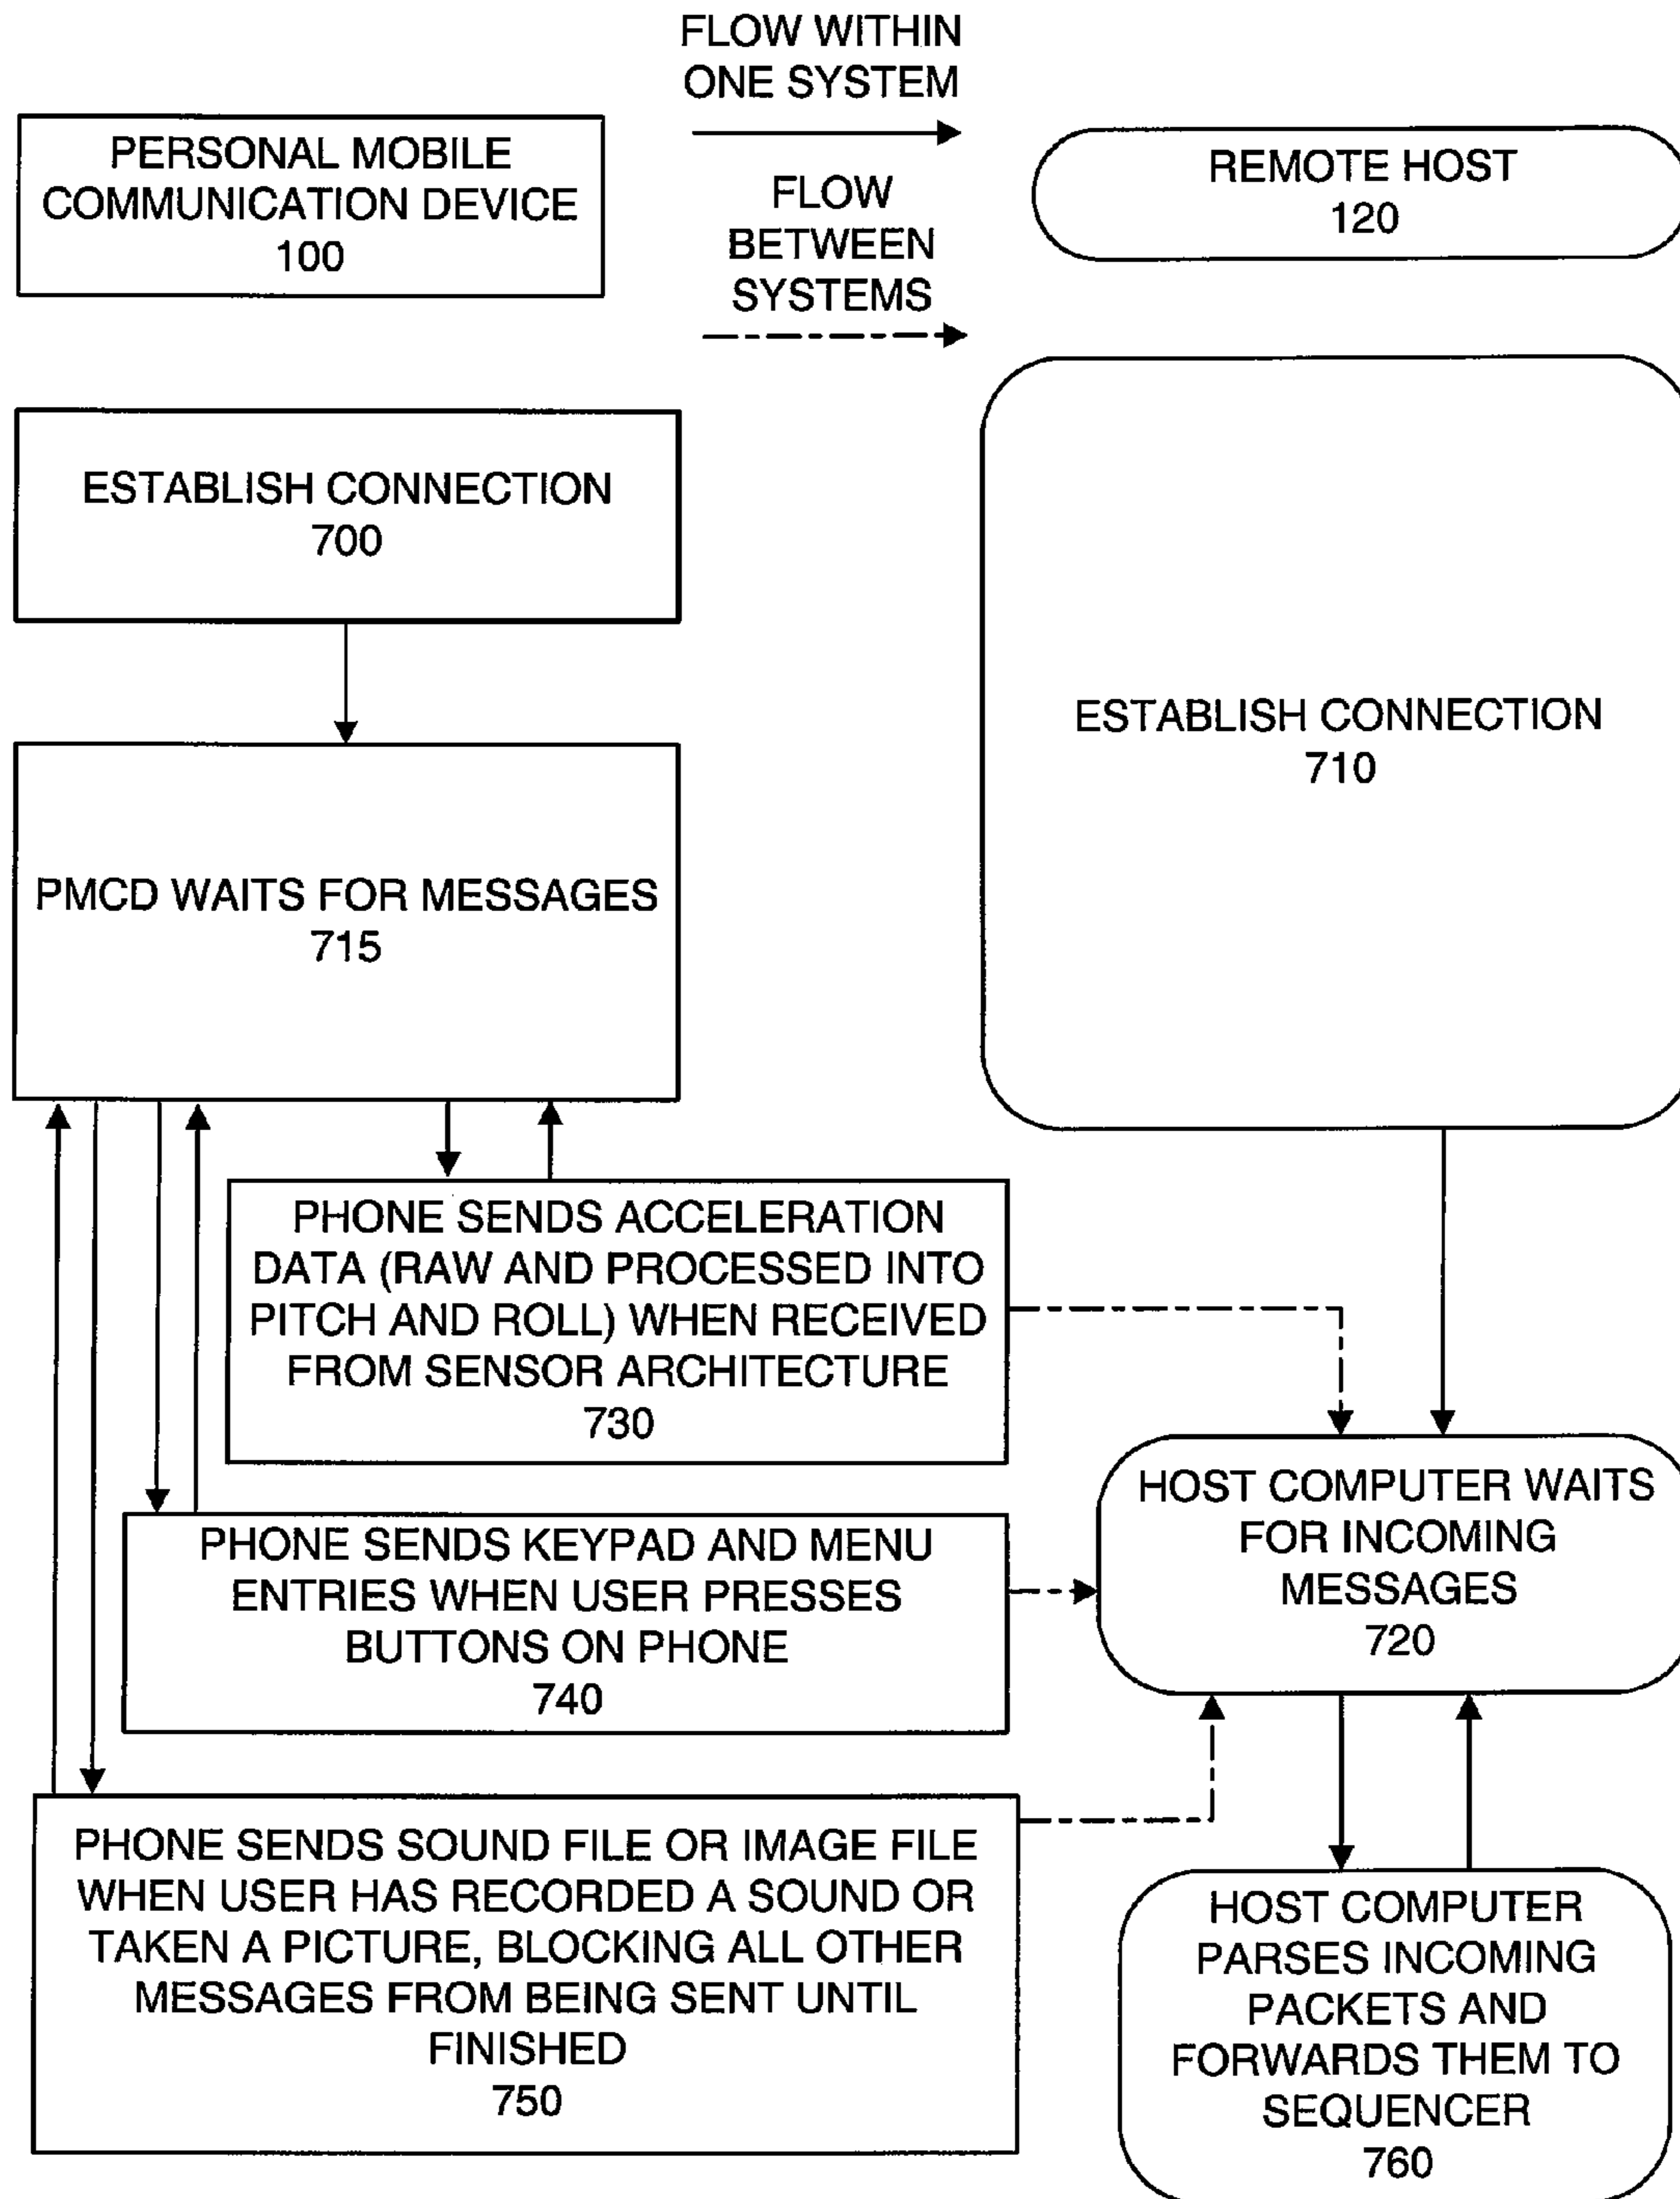 FLOW WITHIN
ONE SYSTEM
PERSONAL MOBILE
COMMUNICATION DEVICE
100
FLOW
BETWEEN
SYSTEMS
REMOTE HOST
120
ESTABLISH CONNECTION
700
ESTABLISH CONNECTION
710
PMCD WAITS FOR MESSAGES
715
PHONE SENDS ACCELERATION
DATA (RAW AND PROCESSED INTO
PITCH AND ROLL) WHEN RECEIVED
FROM SENSOR ARCHITECTURE
730
HOST COMPUTER WAITS
FOR INCOMING
MESSAGES
720
PHONE SENDS KEYPAD AND MENU
ENTRIES WHEN USER PRESSES
BUTTONS ON PHONE
740
PHONE SENDS SOUND FILE OR IMAGE FILE
WHEN USER HAS RECORDED A SOUND OR
TAKEN A PICTURE, BLOCKING ALL OTHER
MESSAGES FROM BEING SENT UNTIL
FINISHED
750
HOST COMPUTER
PARSES INCOMING
PACKETS AND
FORWARDS THEM TO
SEQUENCER
760